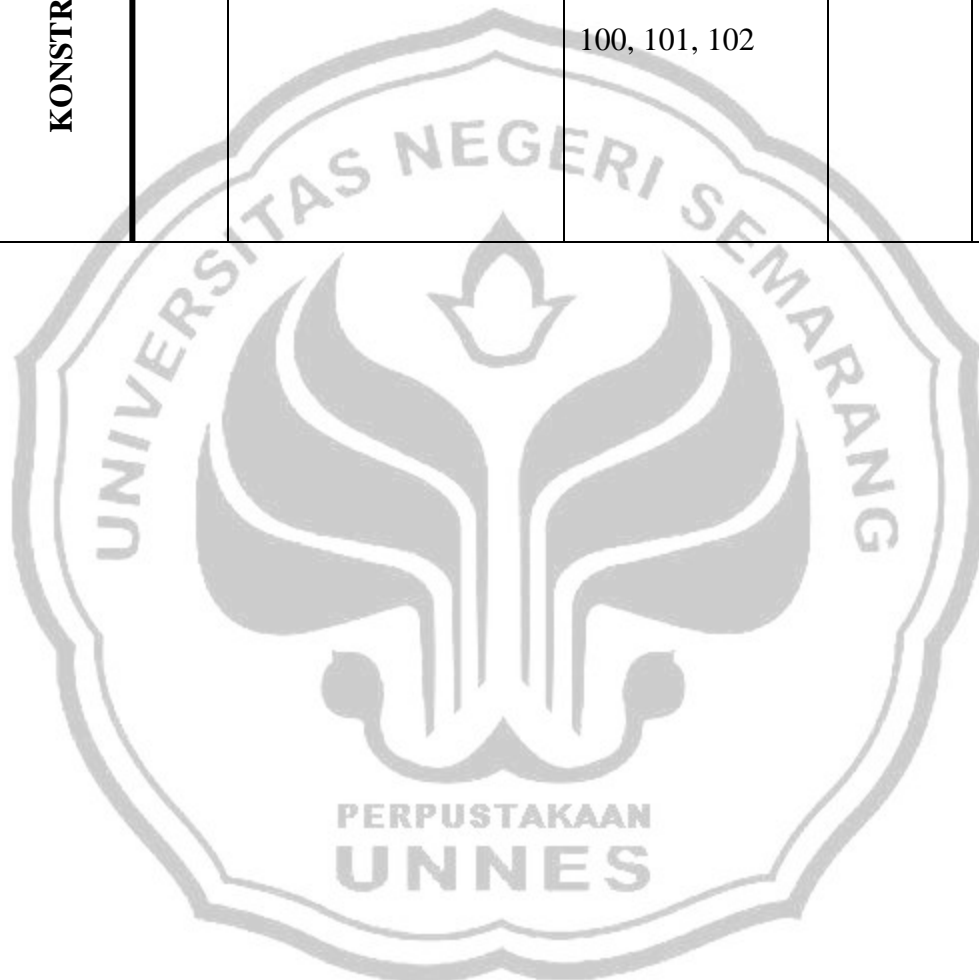 KONSTR
100, 101, 102
UNIVERSITAS NEGERI SEMARANG
PERPUSTAKAAN
UNNES